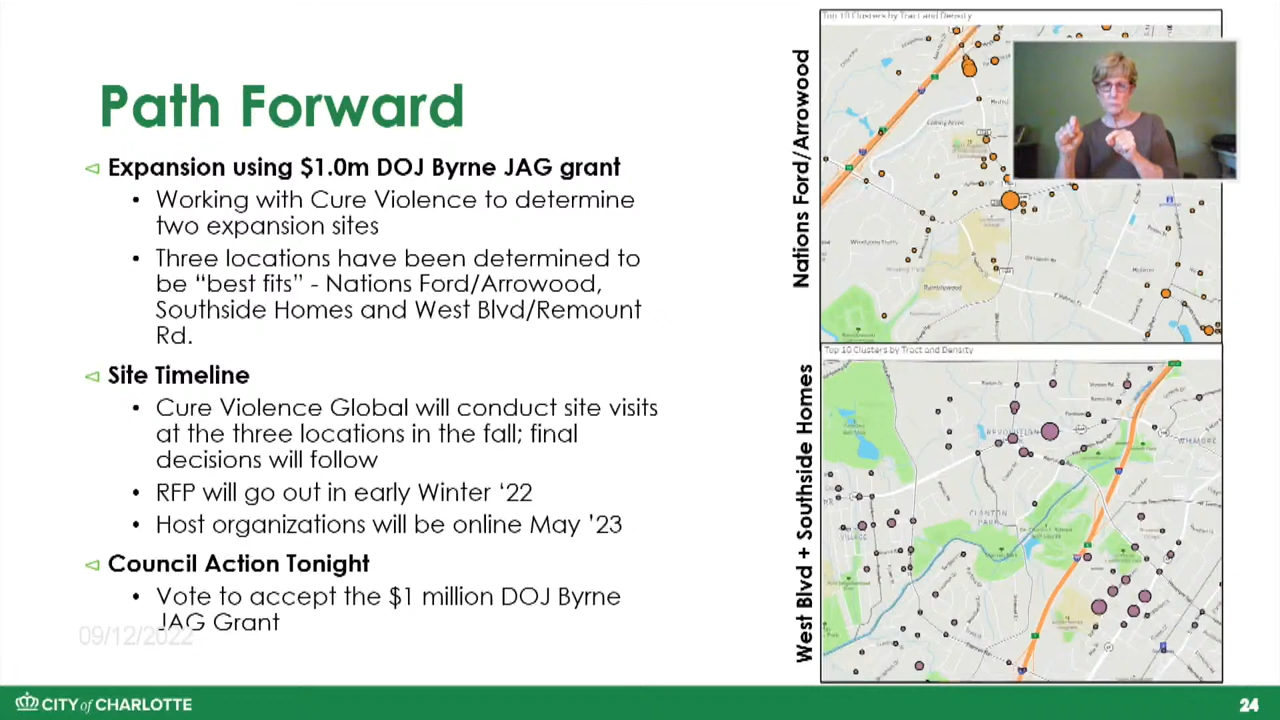 Path Forward
Expansion using $1.0m DOJ Byrne JAG grant
• Working with Cure Violence to determine
two expansion sites
• Three locations have been determined to
be “best fits” - Nations Ford/Arrowood,
Southside Homes and West Blvd/Remount
Rd.
Site Timeline
• Cure Violence Global will conduct site visits
at the three locations in the fall; final
decisions will follow
• RFP will go out in early Winter ‘22
• Host organizations will be online May ’23
Council Action Tonight
• Vote to accept the $1 million DOJ Byrne
JAG Grant
09/12/2022
Nations Ford/Arrowood
Top 10 Clusters by Tract and Density
West Blvd + Southside Homes
Top 10 Clusters by Tract and Density
REVOLUTION
CLANTON
PARK
VILLAGE
CITY of CHARLOTTE
24